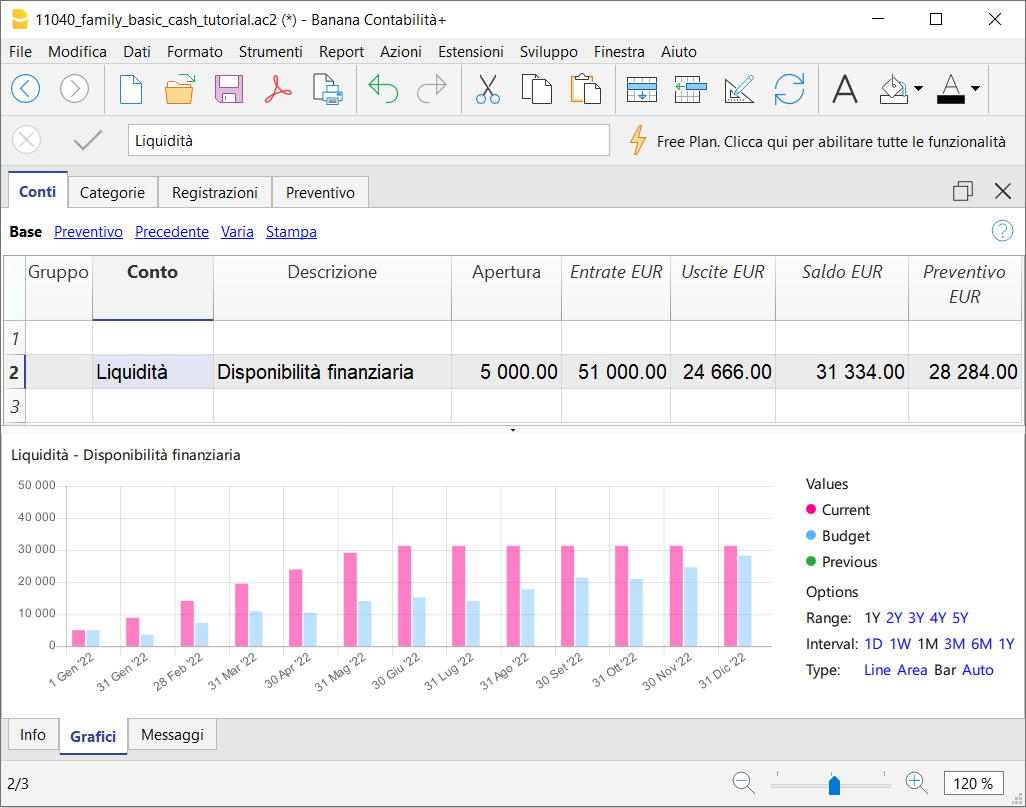 11040_family_basic_cash_tutorial.ac2 (*) - Banana Contabilità+
File Modifica Dati Formato Strumenti Report Azioni Estensioni Sviluppo Finestra Aiuto
Liquidità
Free Plan. Clicca qui per abilitare tutte le funzionalità
Conti Categorie Registrazioni Preventivo
Base Preventivo Precedente Varia Stampa
Gruppo Conto Descrizione Apertura Entrate EUR Uscite EUR Saldo EUR Preventivo
EUR
1
2 Liquidità Disponibilità finanziaria 5 000.00 51 000.00 24 666.00 31 334.00 28 284.00
3
Liquidità - Disponibilità finanziaria
50 000
40 000
30 000
20 000
10 000
0
1 Gen '22 31 Gen '22 28 Feb '22 31 Mar '22 30 Apr '22 31 Mag '22 30 Giu '22 31 Lug '22 31 Ago '22 30 Set '22 31 Ott '22 30 Nov '22 31 Dic '22
Values
Current
Budget
Previous
Options
Range: 1Y 2Y 3Y 4Y 5Y
Interval: 1D 1W 1M 3M 6M 1Y
Type: Line Area Bar Auto
Info Grafici Messaggi
2/3
120 %